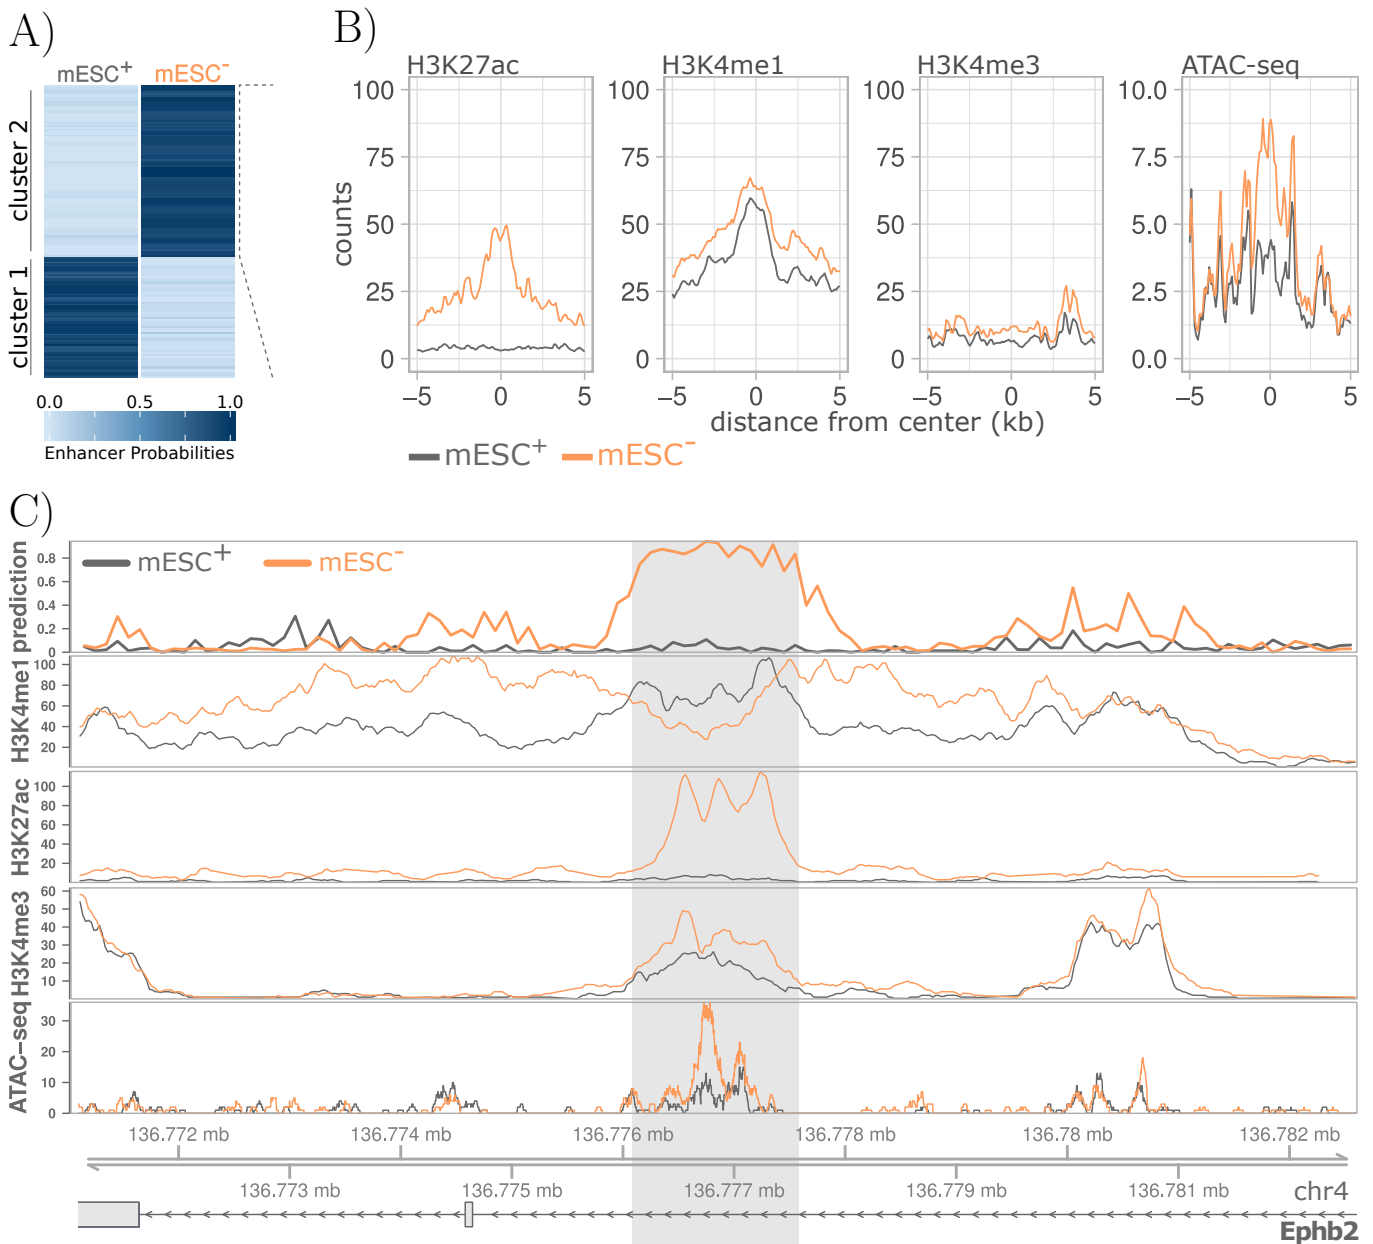 A)
mESC+ mESC-
cluster 2
cluster 1
0.0 0.5 1.0
Enhancer Probabilities
B)
H3K27ac H3K4me1 H3K4me3 ATAC-seq
counts
100 75 50 25 0
100 75 50 25 0
100 75 50 25 0
10.0 7.5 5.0 2.5 0.0
−5 0 5 −5 0 5 −5 0 5 −5 0 5
distance from center (kb)
mESC+ mESC-
C)
mESC+ mESC-
prediction
0.8 0.6 0.4 0.2 0
H3K4me1
100 80 60 40 20
H3K27ac
100 80 60 40 20
H3K4me3
60 50 40 30 20 10
ATAC−seq
30 20 10 0
136.772 mb 136.774 mb 136.776 mb 136.778 mb 136.78 mb 136.782 mb
136.773 mb 136.775 mb 136.777 mb 136.779 mb 136.781 mb chr4
Ephb2